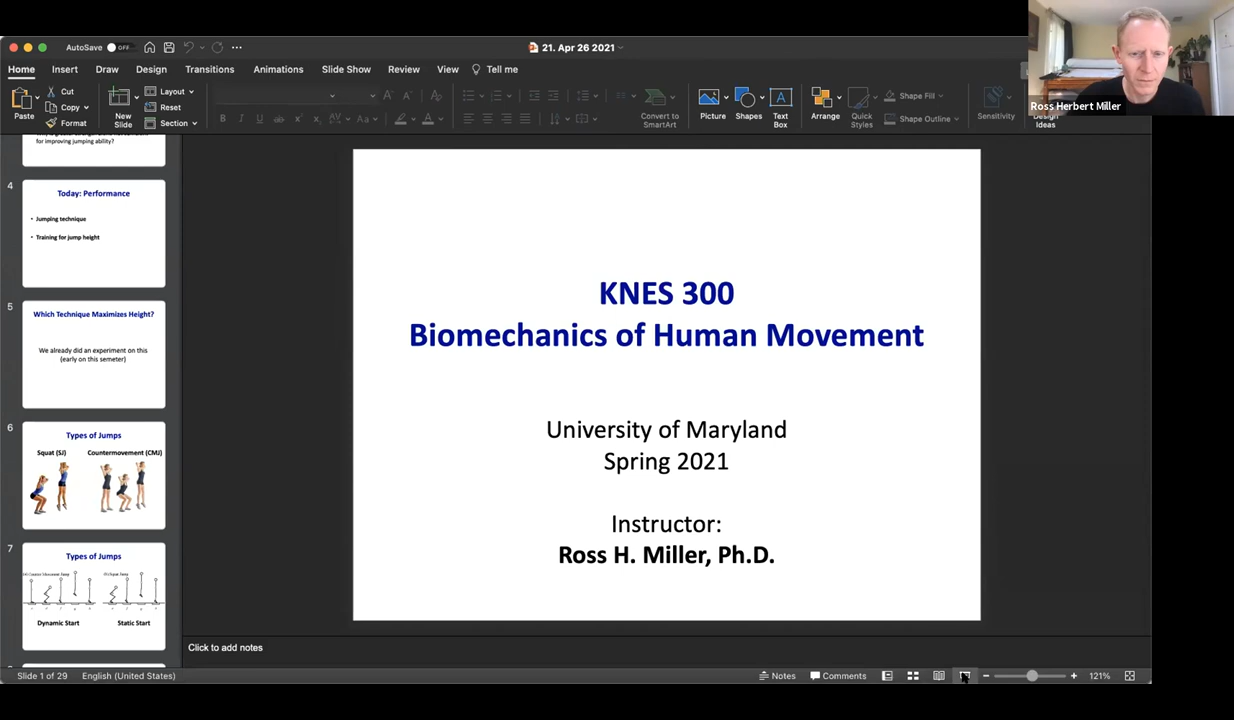 AutoSave OFF
21. Apr 26 2021
Home Insert Draw Design Transitions Animations Slide Show Review View Tell me
Paste
Cut
Copy
Format
New
Slide
Layout
Reset
Section
Convert to
SmartArt
Picture
Shapes
Text
Box
Arrange
Quick
Styles
Shape Fill
Shape Outline
Sensitivity
Design
Ideas
Ross Herbert Miller
for improving jumping ability?
4
Today: Performance
• Jumping technique
• Training for jump height
5
Which Technique Maximizes Height?
We already did an experiment on this
(early on this semeter)
6
Types of Jumps
Squat (SJ) Countermovement (CMJ)
7
Types of Jumps
Dynamic Start Static Start
KNES 300
Biomechanics of Human Movement
University of Maryland
Spring 2021
Instructor:
Ross H. Miller, Ph.D.
Click to add notes
Slide 1 of 29 English (United States) Notes Comments 121%